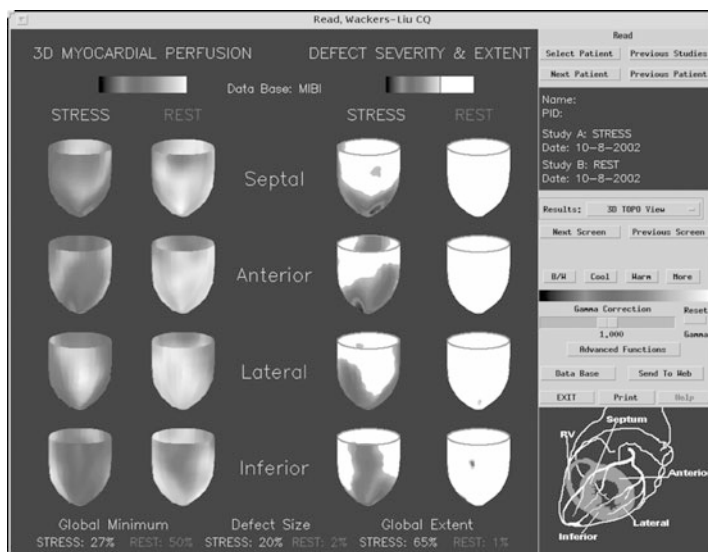 Read, Wackers-Liu CQ
3D MYOCARDIAL PERFUSION
DEFECT SEVERITY & EXTENT
Data Base: MIBI
STRESS REST STRESS REST
Septal
Anterior
Lateral
Inferior
Global Minimum Defect Size Global Extent
STRESS: 27% REST: 50% STRESS: 20% REST: 2% STRESS: 65% REST: 1%
Read
Select Patient Previous Studies
Next Patient Previous Patient
Name:
PID:
Study A: STRESS
Date: 10-8-2002
Study B: REST
Date: 10-8-2002
Results: 3D TOPO View
Next Screen Previous Screen
B/W Cool Warm More
Gamma Correction Reset
1,000 Gamma
Advanced Functions
Data Base Send To Web
EXIT Print Help
Septum
RV
Anterior
Lateral
Inferior